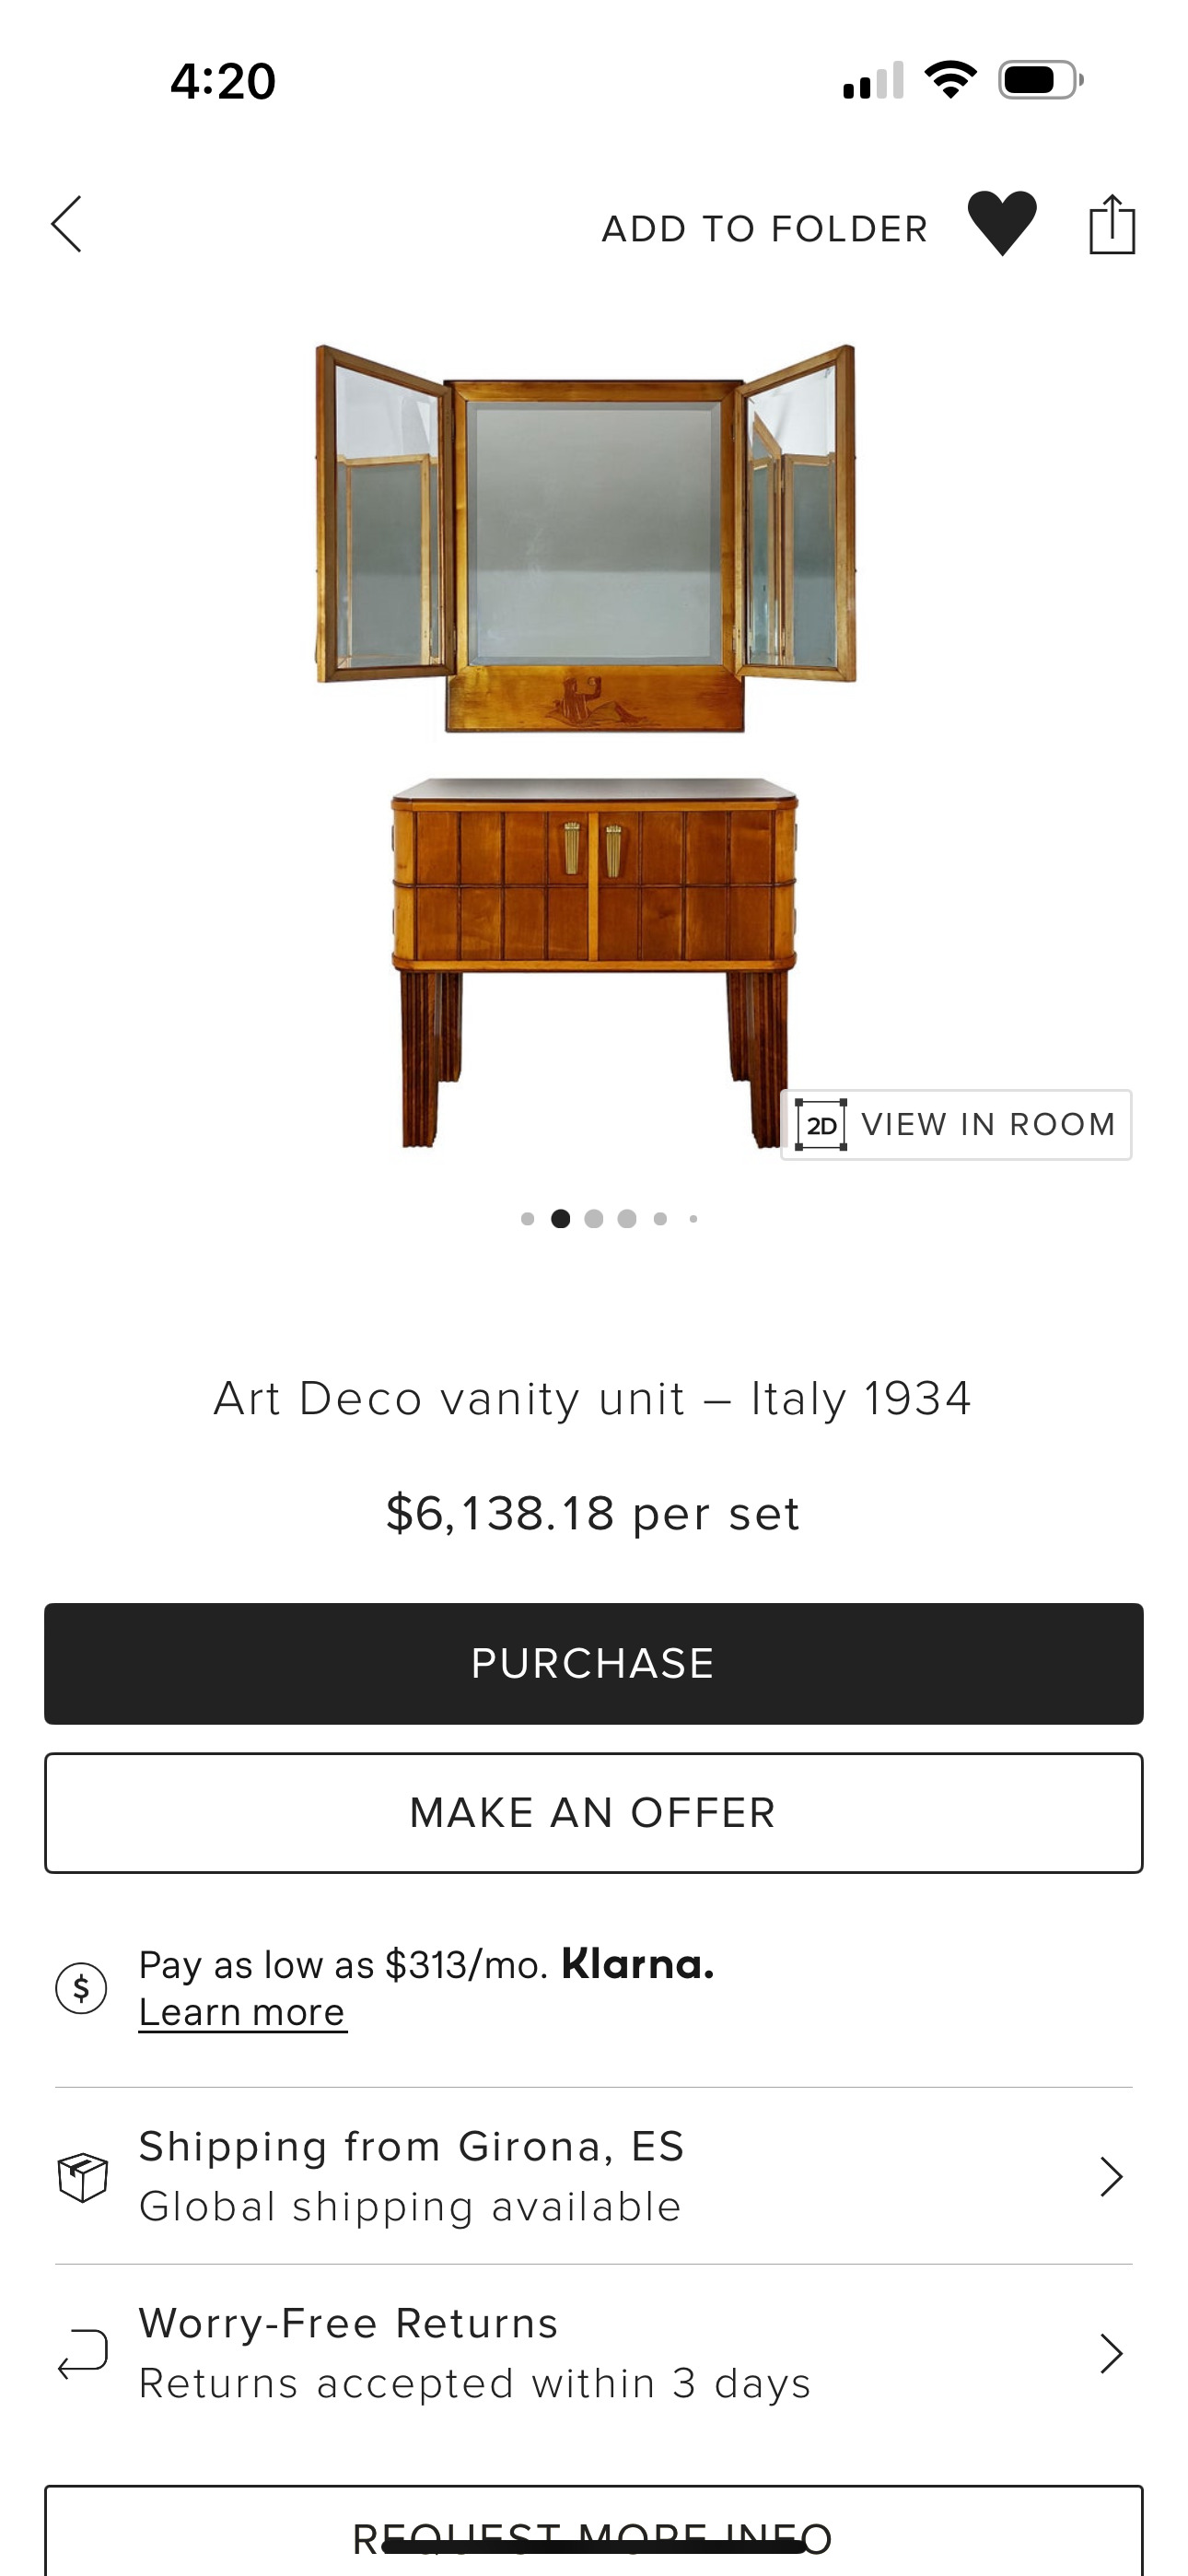 4:20
ADD TO FOLDER
2D VIEW IN ROOM
Art Deco vanity unit – Italy 1934
$6,138.18 per set
PURCHASE
MAKE AN OFFER
$ Pay as low as $313/mo. Klarna.
Learn more
Shipping from Girona, ES
Global shipping available
Worry-Free Returns
Returns accepted within 3 days
REQUEST MORE INFO